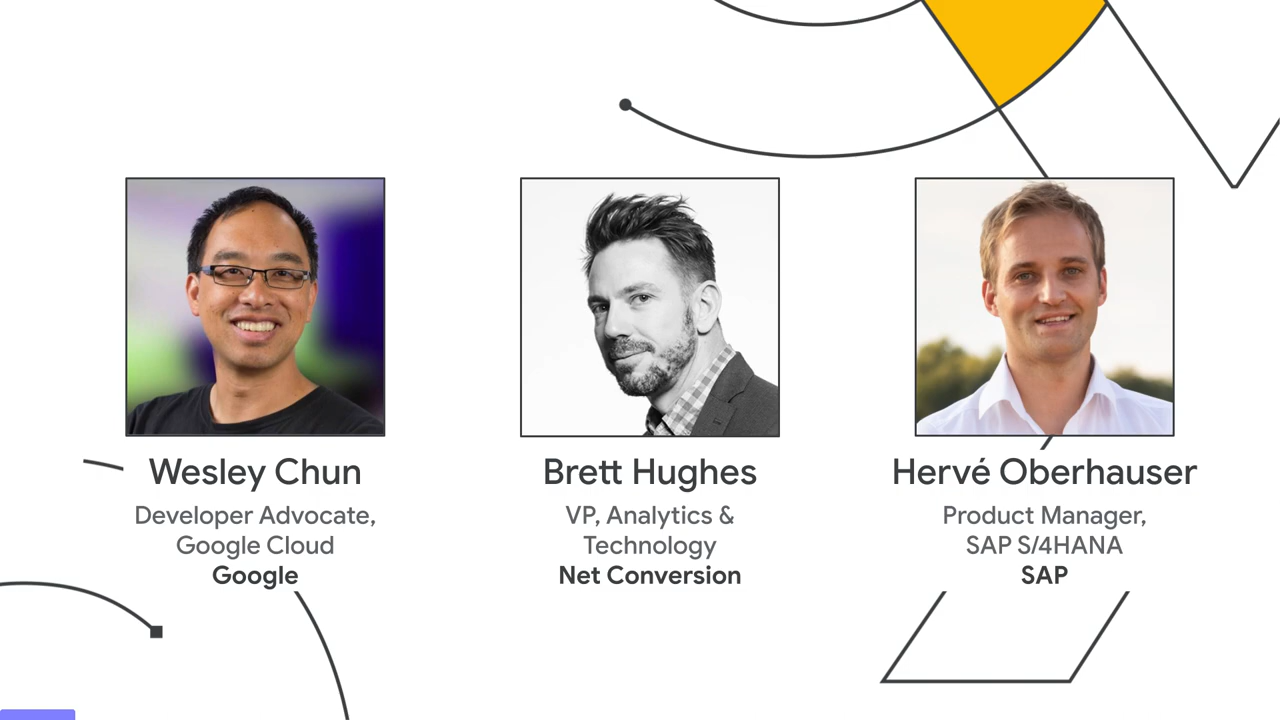 Wesley Chun
Developer Advocate,
Google Cloud
Google
Brett Hughes
VP, Analytics &
Technology
Net Conversion
Hervé Oberhauser
Product Manager,
SAP S/4HANA
SAP